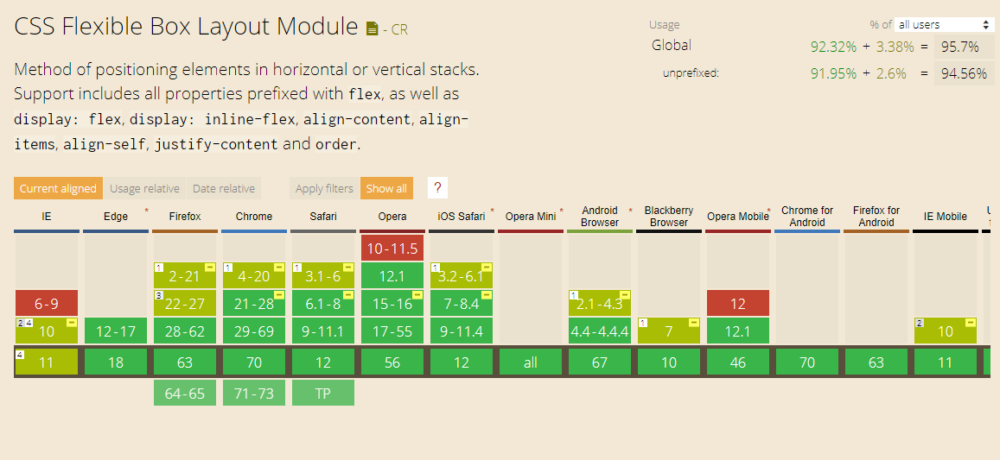 CSS Flexible Box Layout Module - CR
Usage % of all users
Global 92.32% + 3.38% = 95.7%
unprefixed: 91.95% + 2.6% = 94.56%
Method of positioning elements in horizontal or vertical stacks.
Support includes all properties prefixed with flex, as well as
display: flex, display: inline-flex, align-content, align-
items, align-self, justify-content and order.
Current aligned Usage relative Date relative Apply filters Show all ?
IE Edge * Firefox Chrome Safari Opera iOS Safari * Opera Mini * Android Browser * Blackberry Browser Opera Mobile * Chrome for Android Firefox for Android IE Mobile
10-11.5
1 2-21 1 4-20 1 3.1-6 12.1 1 3.2-6.1
6-9 3 22-27 21-28 6.1-8 15-16 7-8.4 1 2.1-4.3 12
2 4 10 12-17 28-62 29-69 9-11.1 17-55 9-11.4 4.4-4.4.4 1 7 12.1 2 10
4 11 18 63 70 12 56 12 all 67 10 46 70 63 11
64-65 71-73 TP